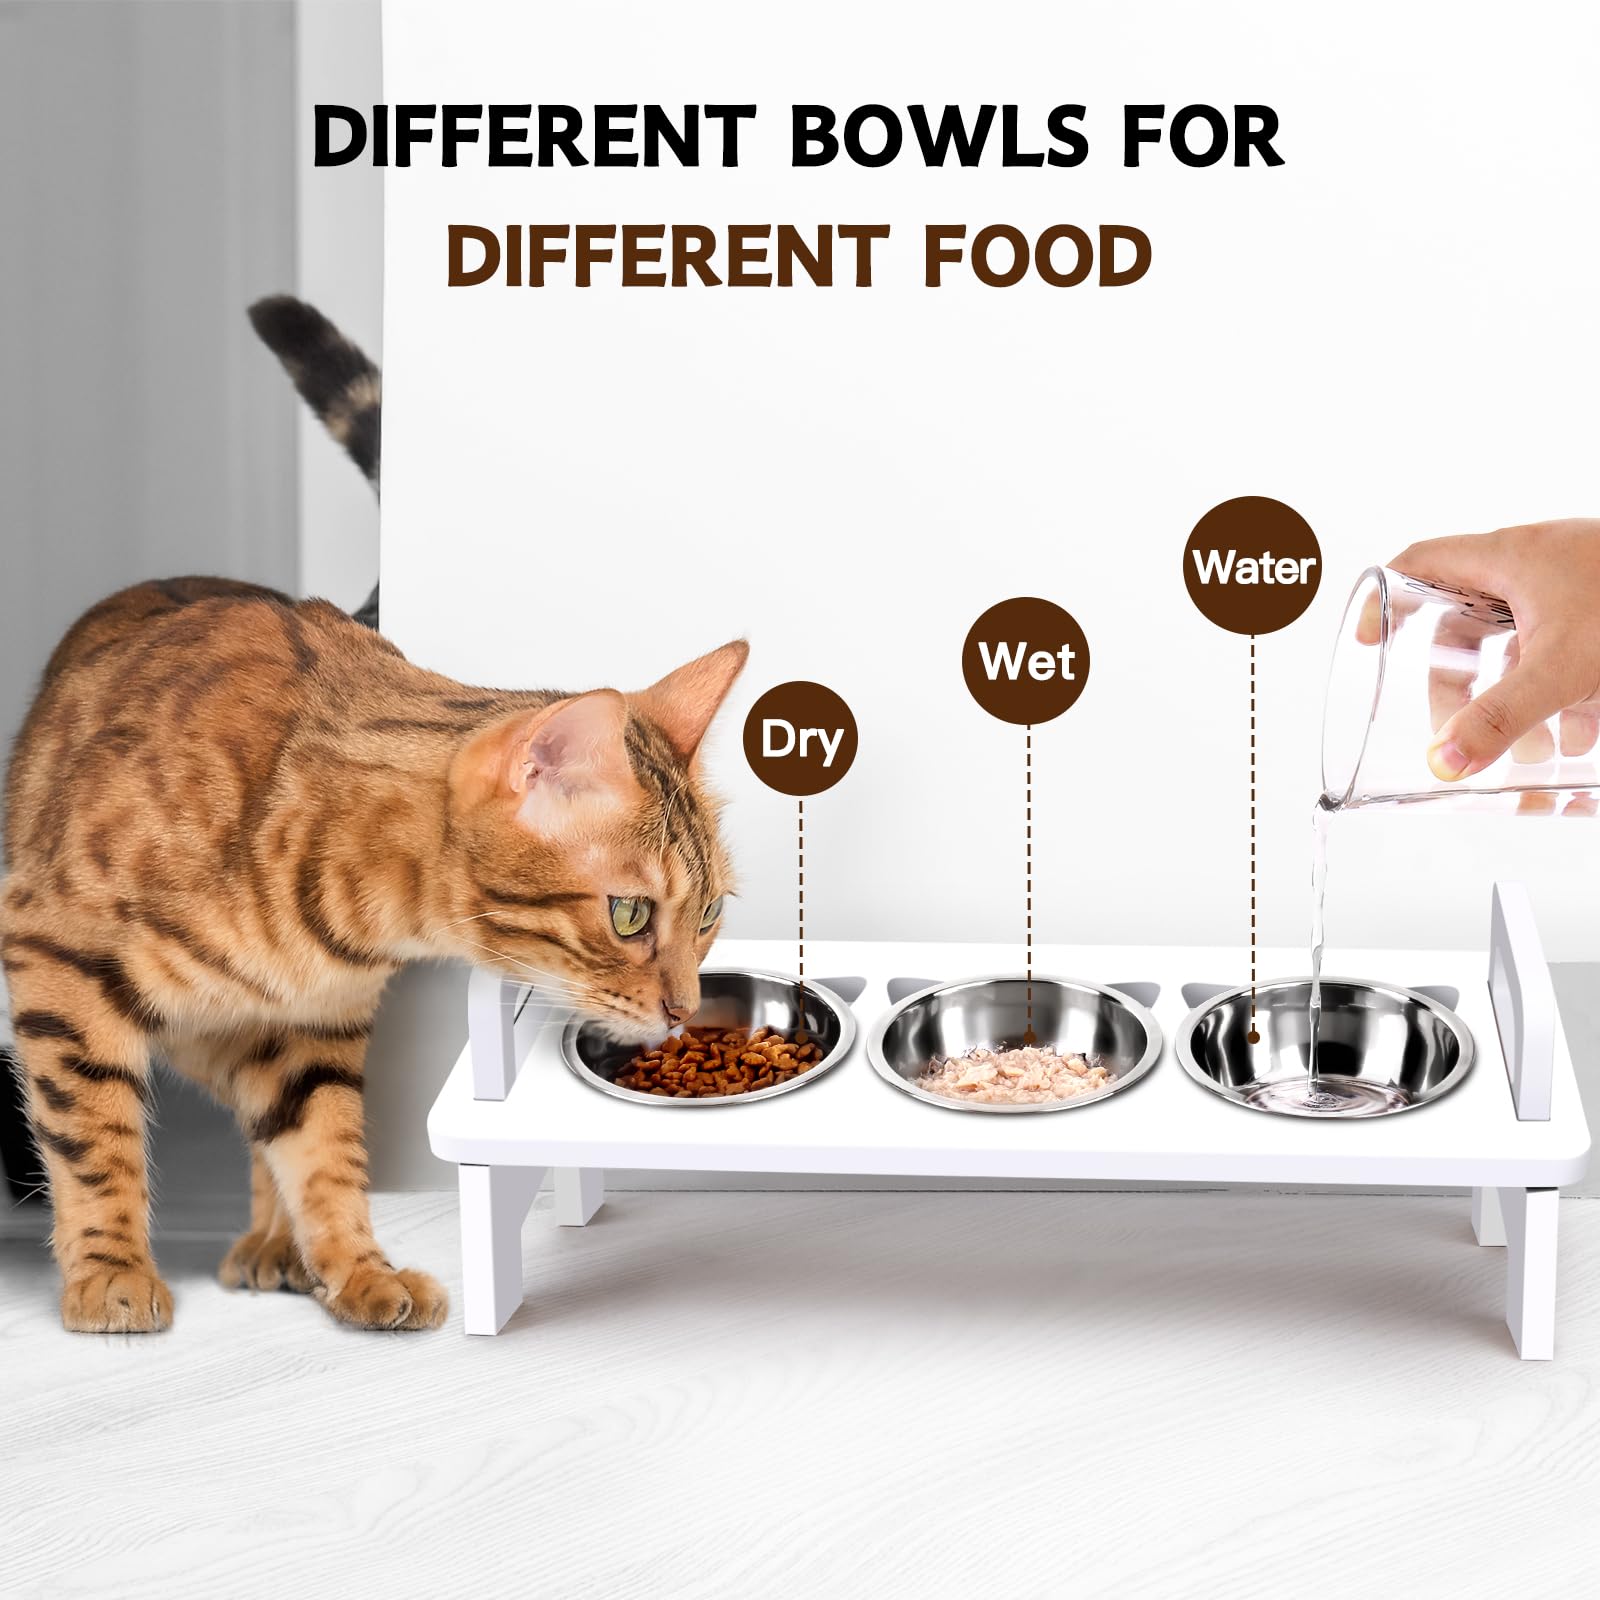 DIFFERENT BOWLS FOR
DIFFERENT FOOD
Water
Wet
Dry